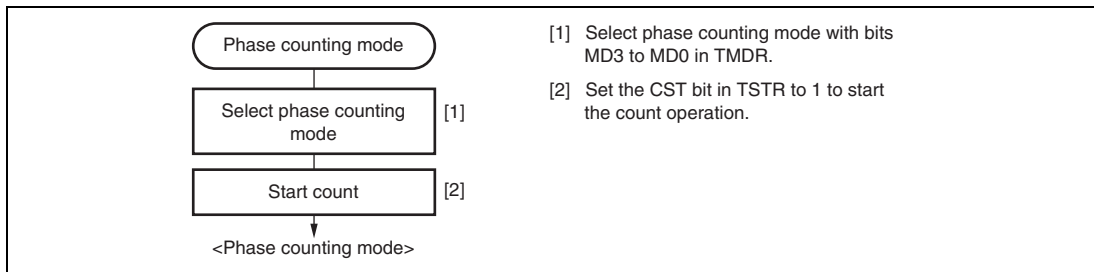 Phase counting mode
Select phase counting
mode
[1]
Start count
[2]
<Phase counting mode>
[1] Select phase counting mode with bits
MD3 to MD0 in TMDR.
[2] Set the CST bit in TSTR to 1 to start
the count operation.